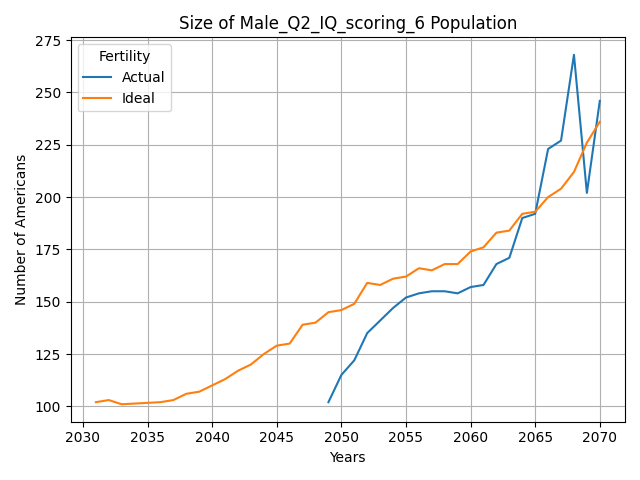 Size of Male_Q2_IQ_scoring_6 Population
Number of Americans
275
250
225
200
175
150
125
100
Fertility
Actual
Ideal
2030 2035 2040 2045 2050 2055 2060 2065 2070
Years